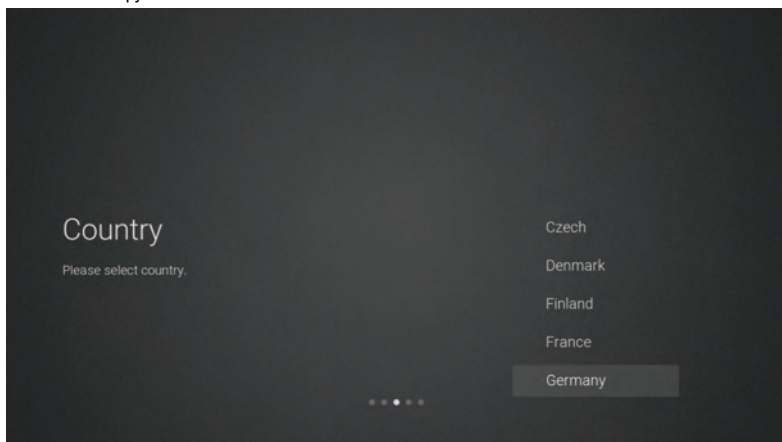 Country
Please select country.
Czech
Denmark
Finland
France
Germany